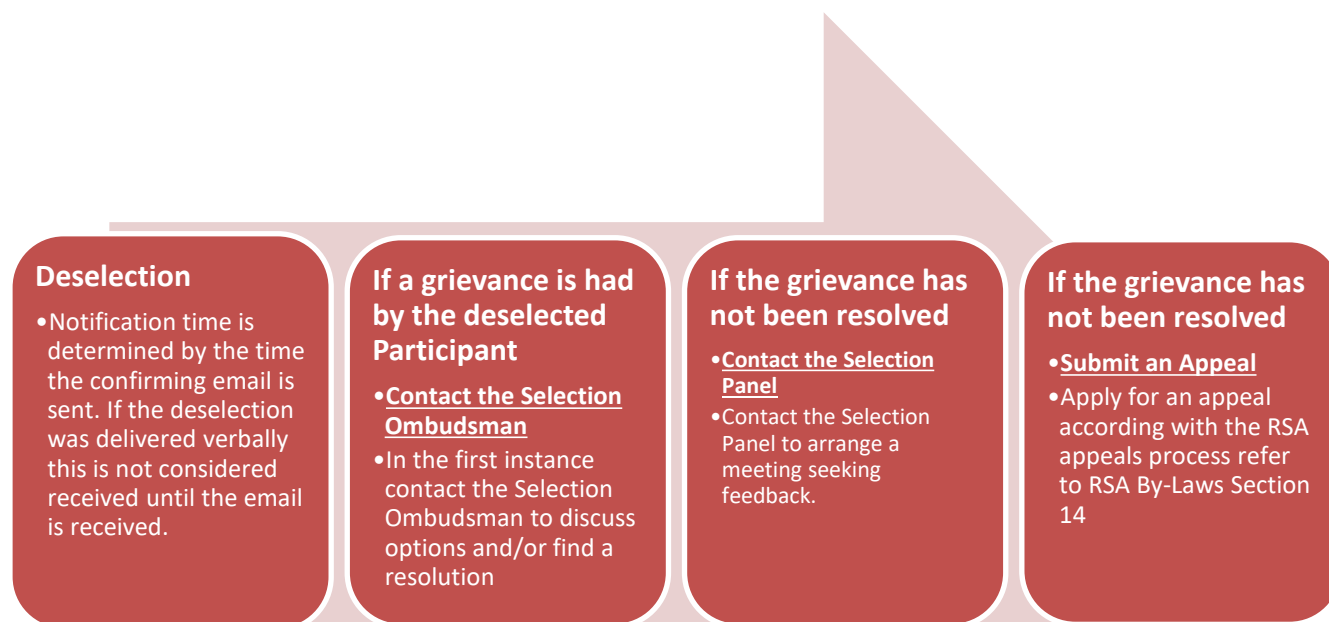 Deselection
•Notification time is
determined by the time
the confirming email is
sent. If the deselection
was delivered verbally
this is not considered
received until the email
is received.
If a grievance is had
by the deselected
Participant
•Contact the Selection
Ombudsman
•In the first instance
contact the Selection
Ombudsman to discuss
options and/or find a
resolution
If the grievance has
not been resolved
•Contact the Selection
Panel
•Contact the Selection
Panel to arrange a
meeting seeking
feedback.
If the grievance has
not been resolved
•Submit an Appeal
•Apply for an appeal
according with the RSA
appeals process refer
to RSA By-Laws Section
14